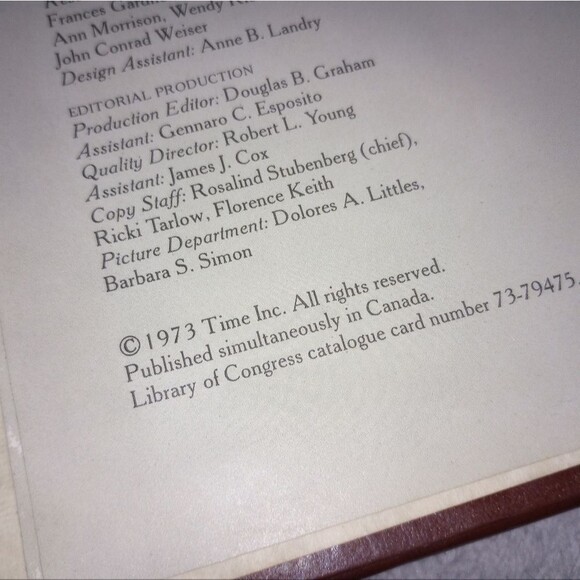 Frances
Ann Morrison, Wendy
John Conrad Weiser
Design Assistant: Anne B. Landry
EDITORIAL PRODUCTION
Production Editor: Douglas B. Graham
Assistant: Gennaro C. Esposito
Quality Director: Robert L. Young
Assistant: James J. Cox
Copy Staff: Rosalind Stubenberg (chief),
Ricki Tarlow, Florence Keith
Picture Department: Dolores A. Littles,
Barbara S. Simon
© 1973 Time Inc. All rights reserved.
Published simultaneously in Canada.
Library of Congress catalogue card number 73-79475.